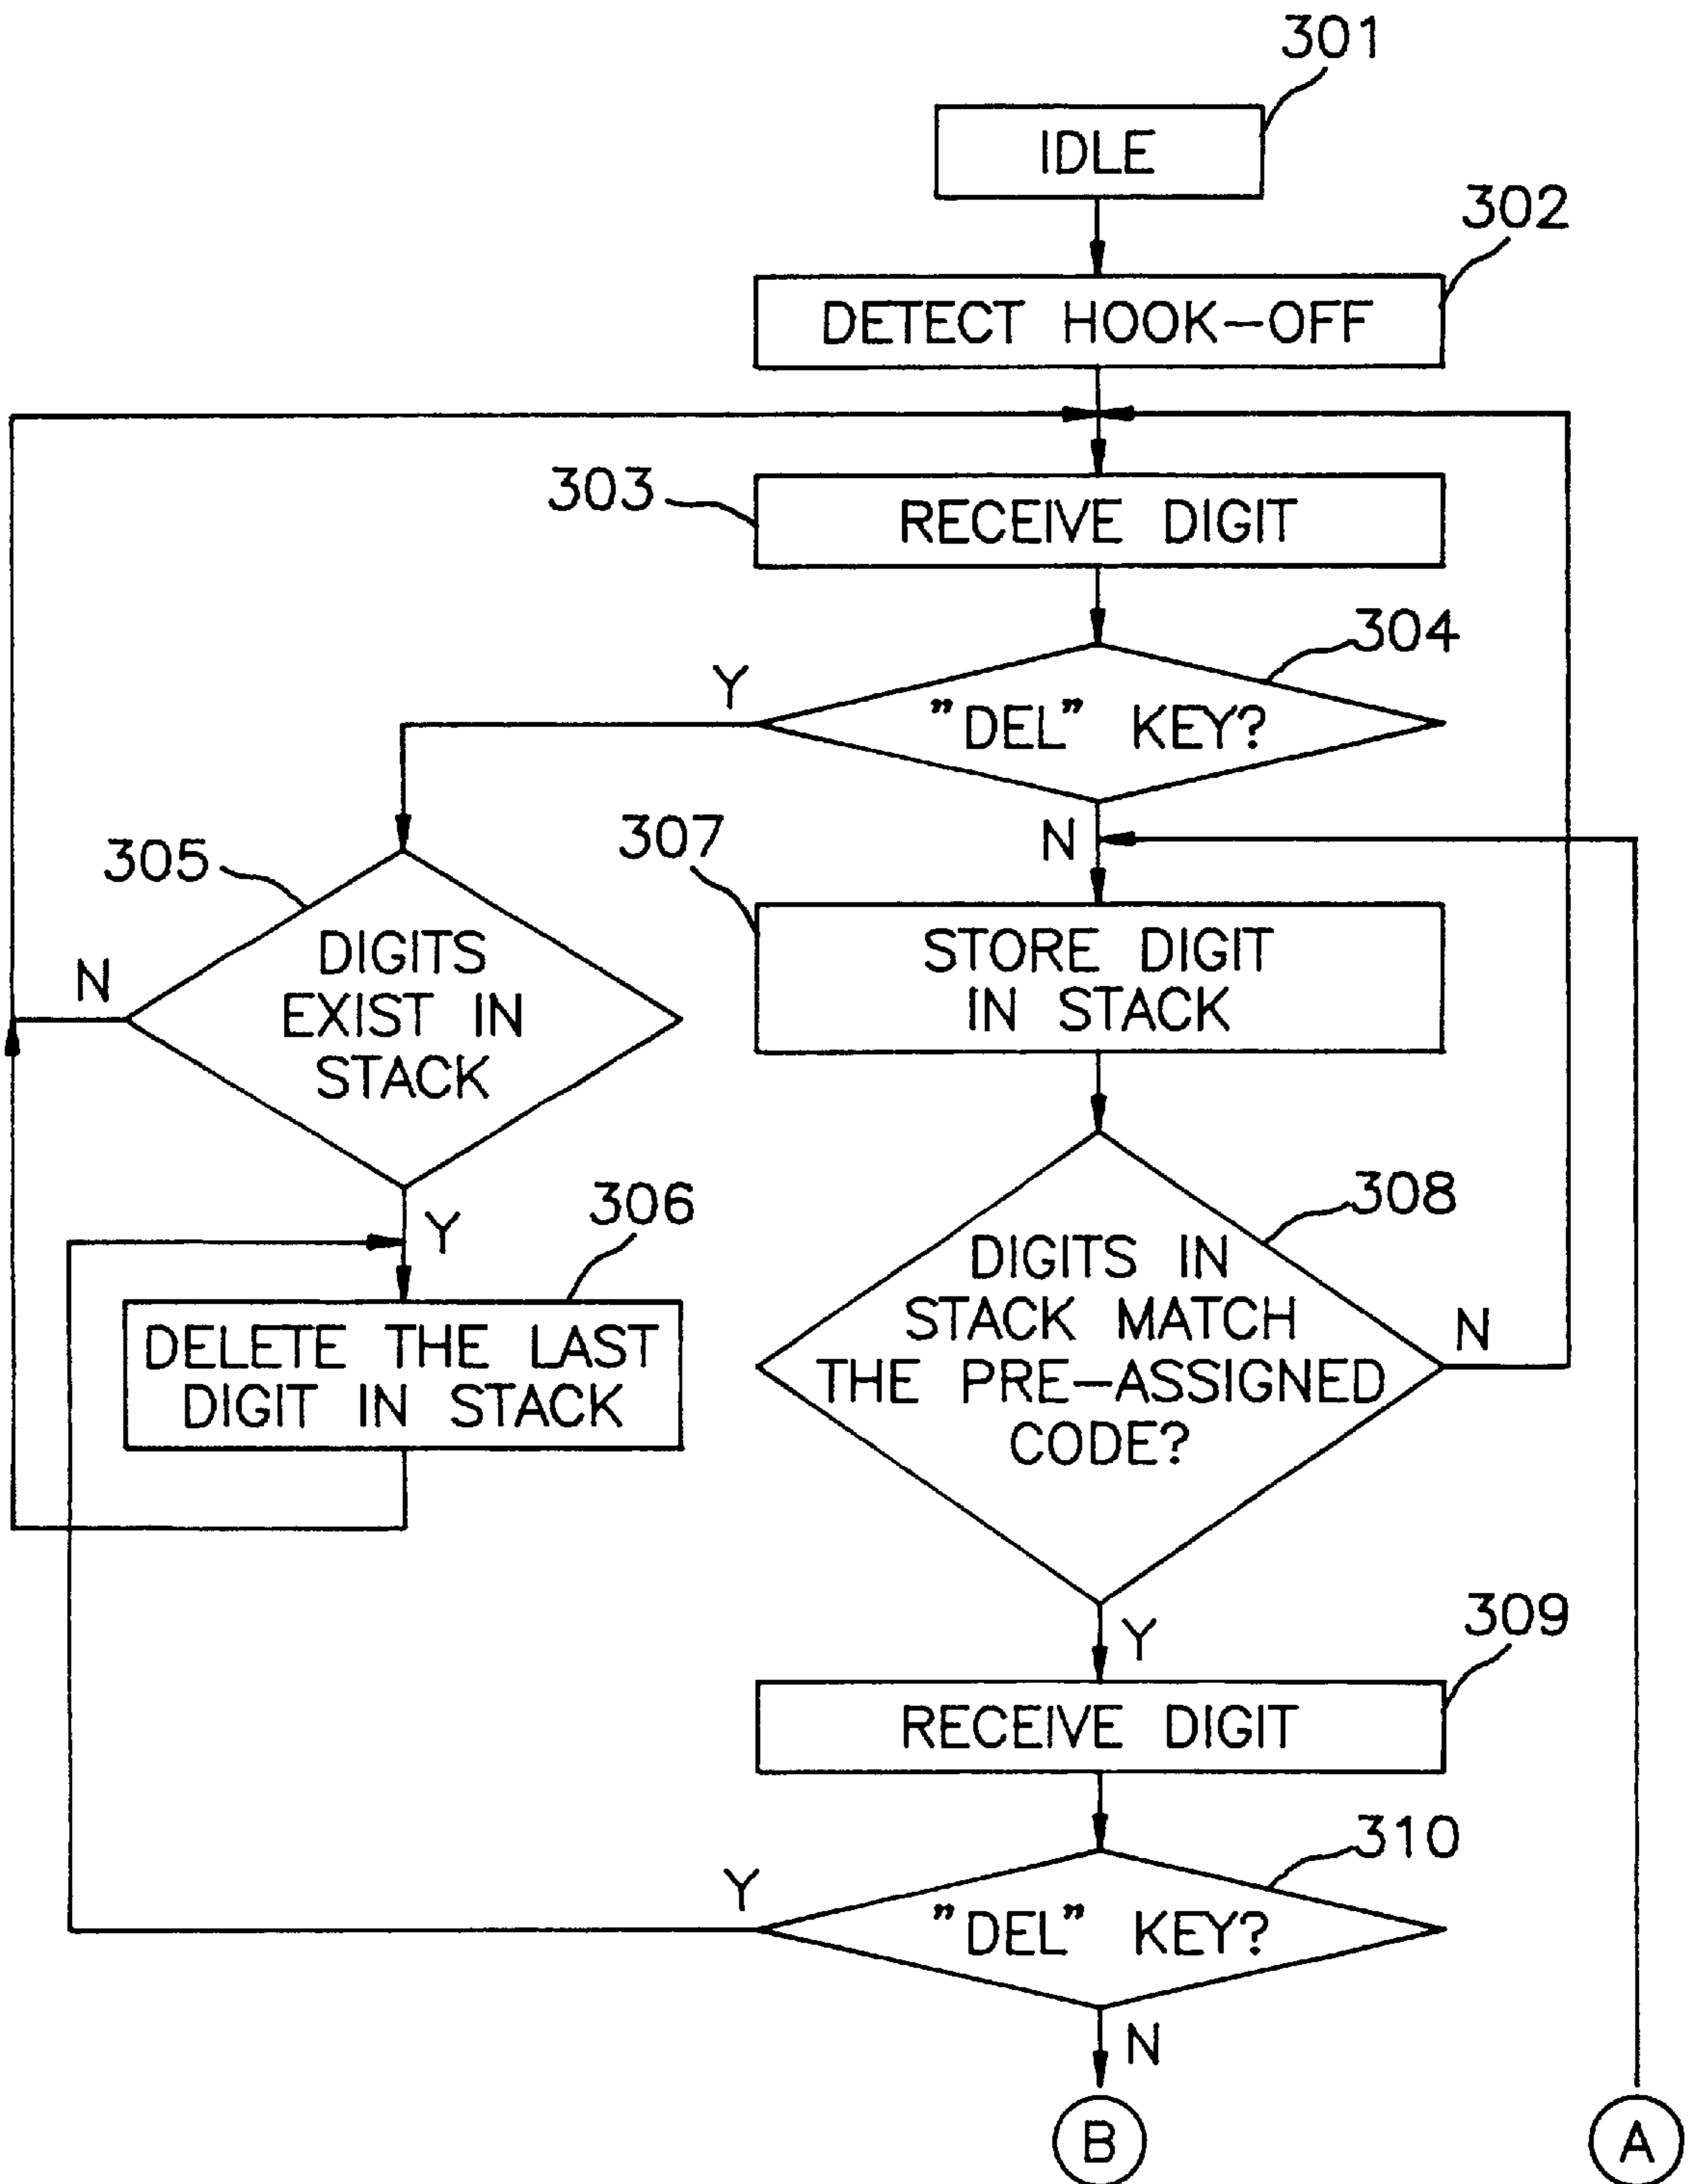 301
IDLE
302
DETECT HOOK–OFF
303
RECEIVE DIGIT
304
Y
"DEL" KEY?
N
305
DIGITS
EXIST IN
STACK
N
Y
307
STORE DIGIT
IN STACK
306
DELETE THE LAST
DIGIT IN STACK
308
DIGITS IN
STACK MATCH
THE PRE–ASSIGNED
CODE?
N
Y
309
RECEIVE DIGIT
310
Y
"DEL" KEY?
N
B
A